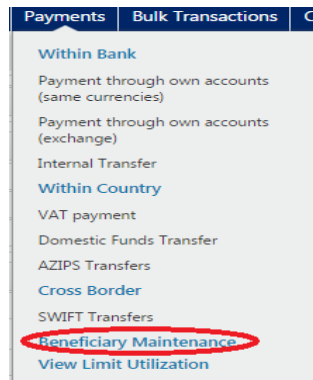 Payments Bulk Transactions
Within Bank
Payment through own accounts
(same currencies)
Payment through own accounts
(exchange)
Internal Transfer
Within Country
VAT payment
Domestic Funds Transfer
AZIPS Transfers
Cross Border
SWIFT Transfers
Beneficiary Maintenance
View Limit Utilization